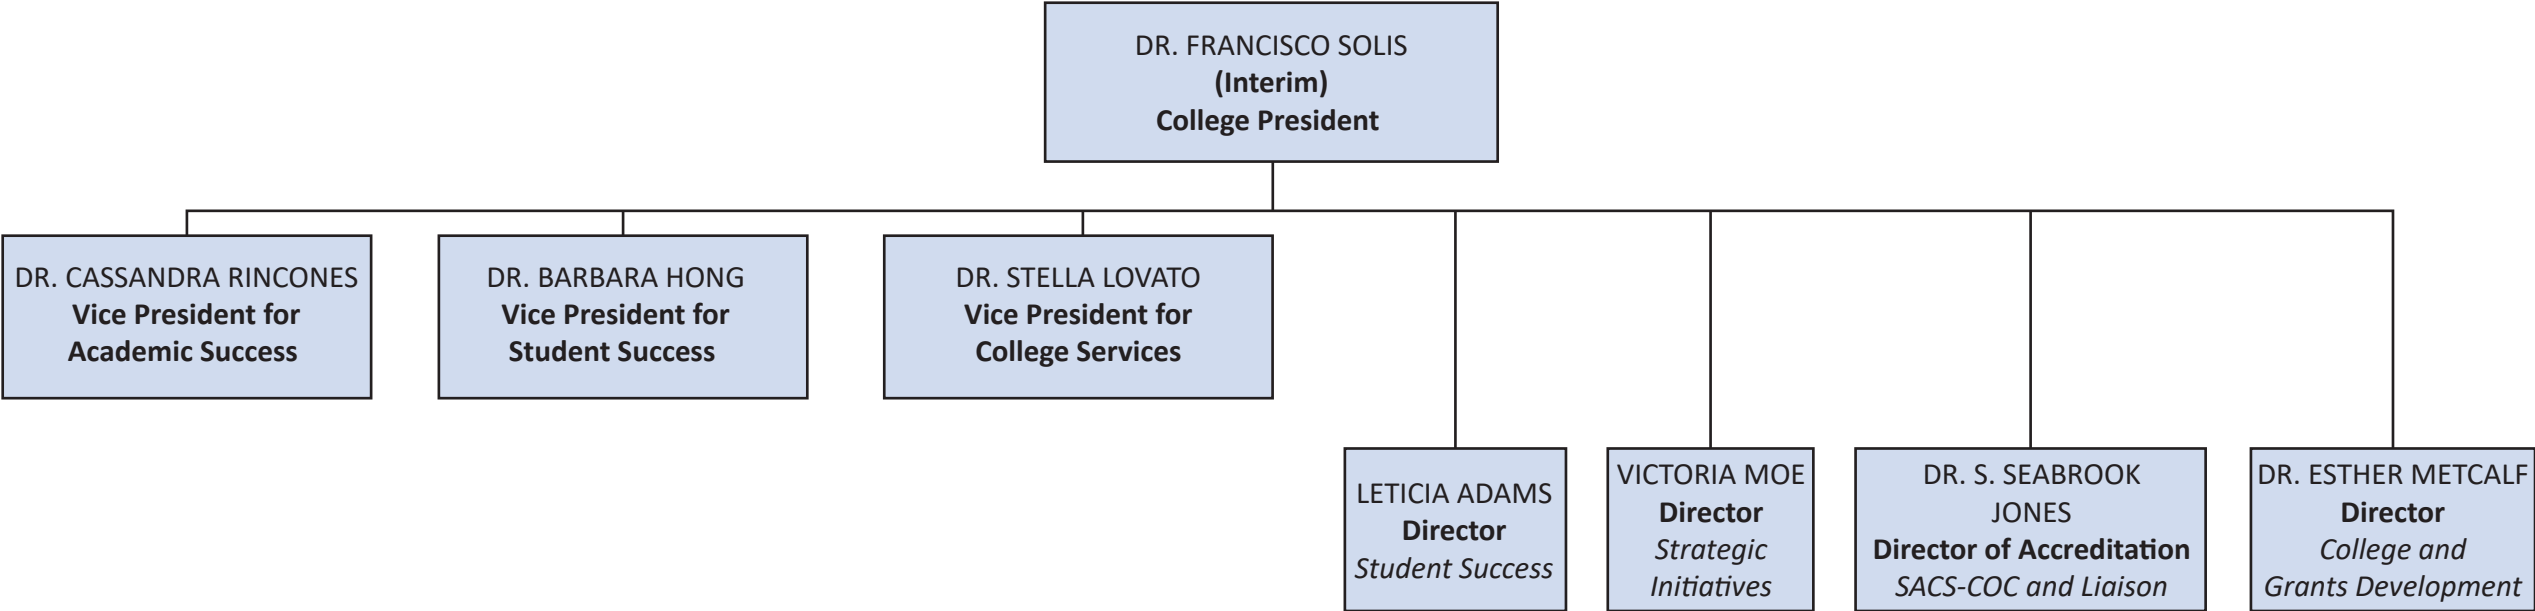 DR. FRANCISCO SOLIS
(Interim)
College President
DR. CASSANDRA RINCONES
Vice President for
Academic Success
DR. BARBARA HONG
Vice President for
Student Success
DR. STELLA LOVATO
Vice President for
College Services
LETICIA ADAMS
Director
Student Success
VICTORIA MOE
Director
Strategic
Initiatives
DR. S. SEABROOK
JONES
Director of Accreditation
SACS-COC and Liaison
DR. ESTHER METCALF
Director
College and
Grants Development